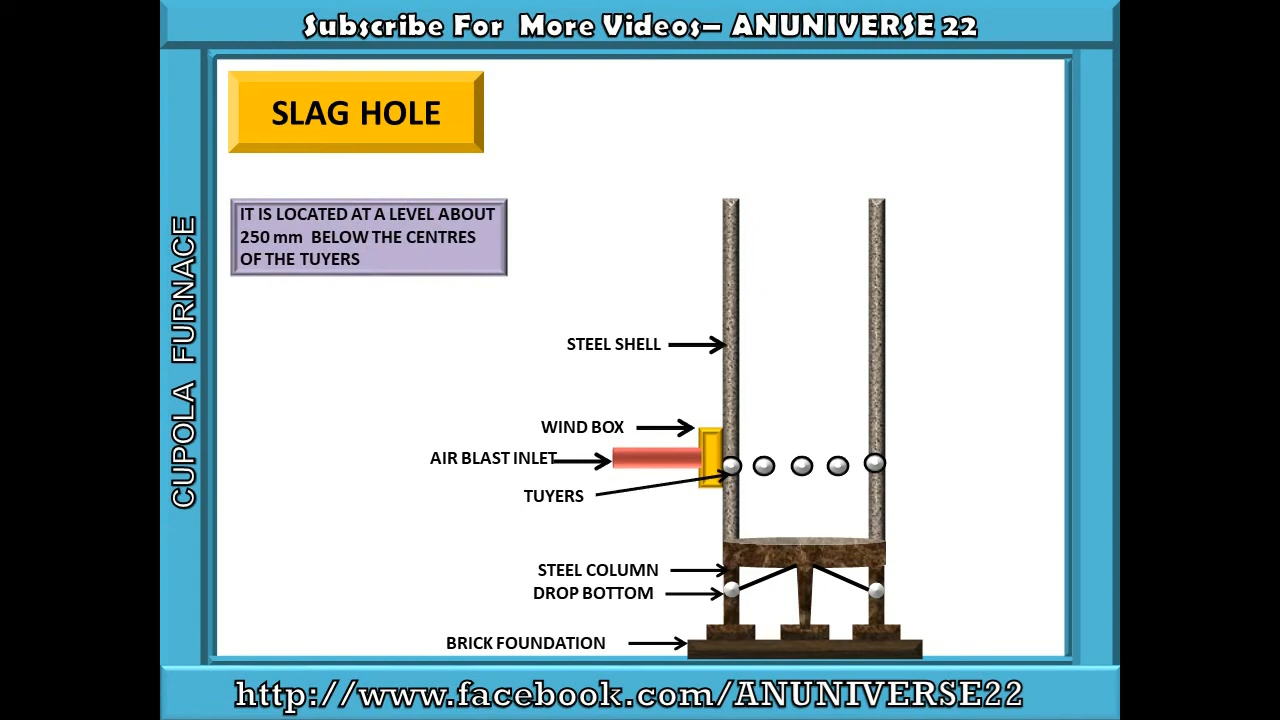 Subscribe For More Videos– ANUNIVERSE 22
SLAG HOLE
IT IS LOCATED AT A LEVEL ABOUT
250 mm BELOW THE CENTRES
OF THE TUYERS
CUPOLA FURNACE
STEEL SHELL
WIND BOX
AIR BLAST INLET
TUYERS
STEEL COLUMN
DROP BOTTOM
BRICK FOUNDATION
http://www.facebook.com/ANUNIVERSE22